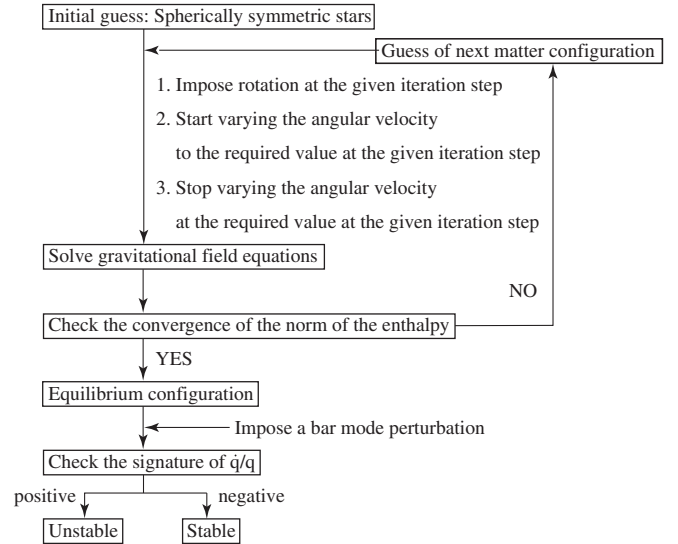 Initial guess: Spherically symmetric stars
Guess of next matter configuration
1. Impose rotation at the given iteration step
2. Start varying the angular velocity
to the required value at the given iteration step
3. Stop varying the angular velocity
at the required value at the given iteration step
Solve gravitational field equations
NO
Check the convergence of the norm of the enthalpy
YES
Equilibrium configuration
Impose a bar mode perturbation
Check the signature of q̇/q
positive negative
Unstable Stable